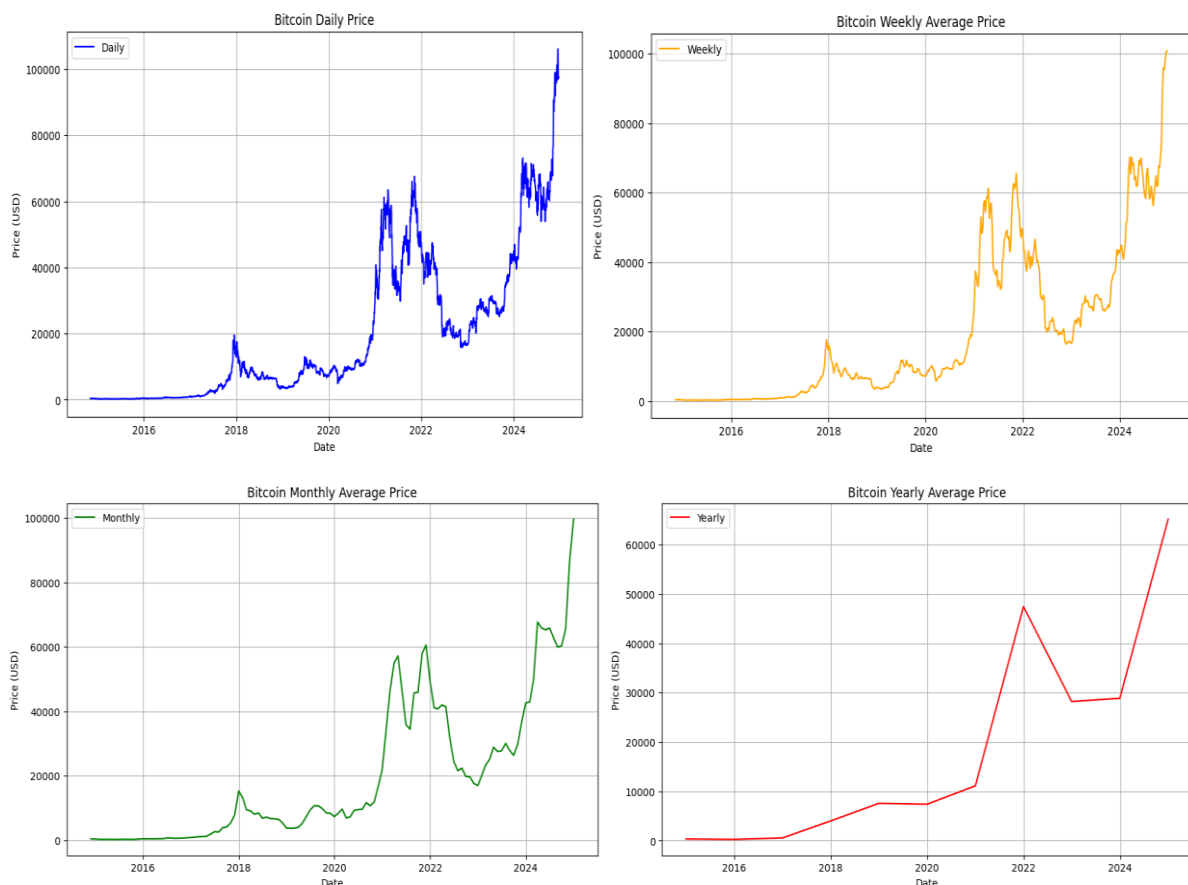 Bitcoin Daily Price
Daily
100000
80000
60000
40000
20000
0
Price (USD)
2016 2018 2020 2022 2024
Date
Bitcoin Weekly Average Price
Weekly
100000
80000
60000
40000
20000
0
Price (USD)
2016 2018 2020 2022 2024
Date
Bitcoin Monthly Average Price
Monthly
100000
80000
60000
40000
20000
0
Price (USD)
2016 2018 2020 2022 2024
Date
Bitcoin Yearly Average Price
Yearly
60000
50000
40000
30000
20000
10000
0
Price (USD)
2016 2018 2020 2022 2024
Date